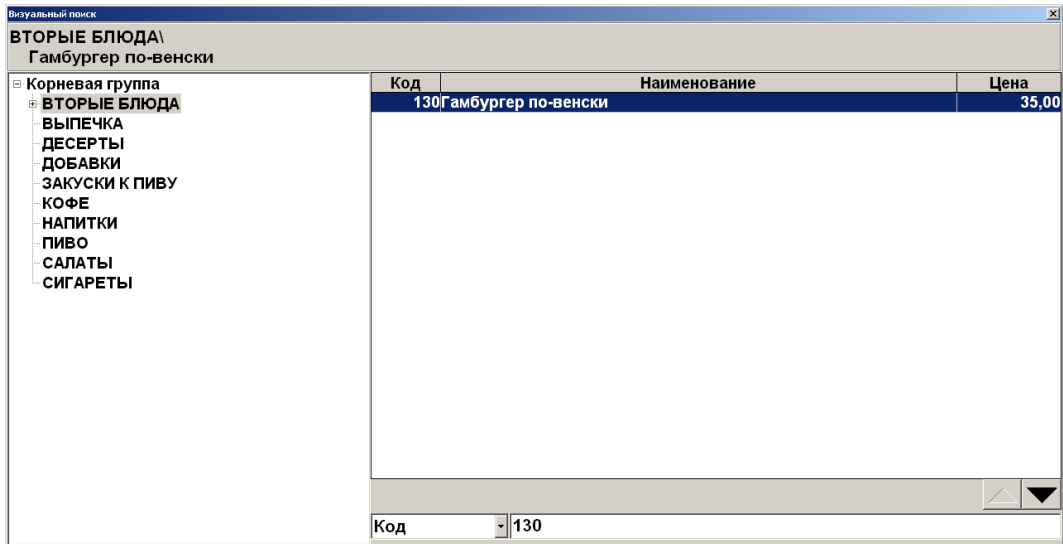 Визуальный поиск
ВТОРЫЕ БЛЮДА\
Гамбургер по-венски
Корневая группа
ВТОРЫЕ БЛЮДА
ВЫПЕЧКА
ДЕСЕРТЫ
ДОБАВКИ
ЗАКУСКИ К ПИВУ
КОФЕ
НАПИТКИ
ПИВО
САЛАТЫ
СИГАРЕТЫ
Код Наименование Цена
130 Гамбургер по-венски 35,00
Код 130